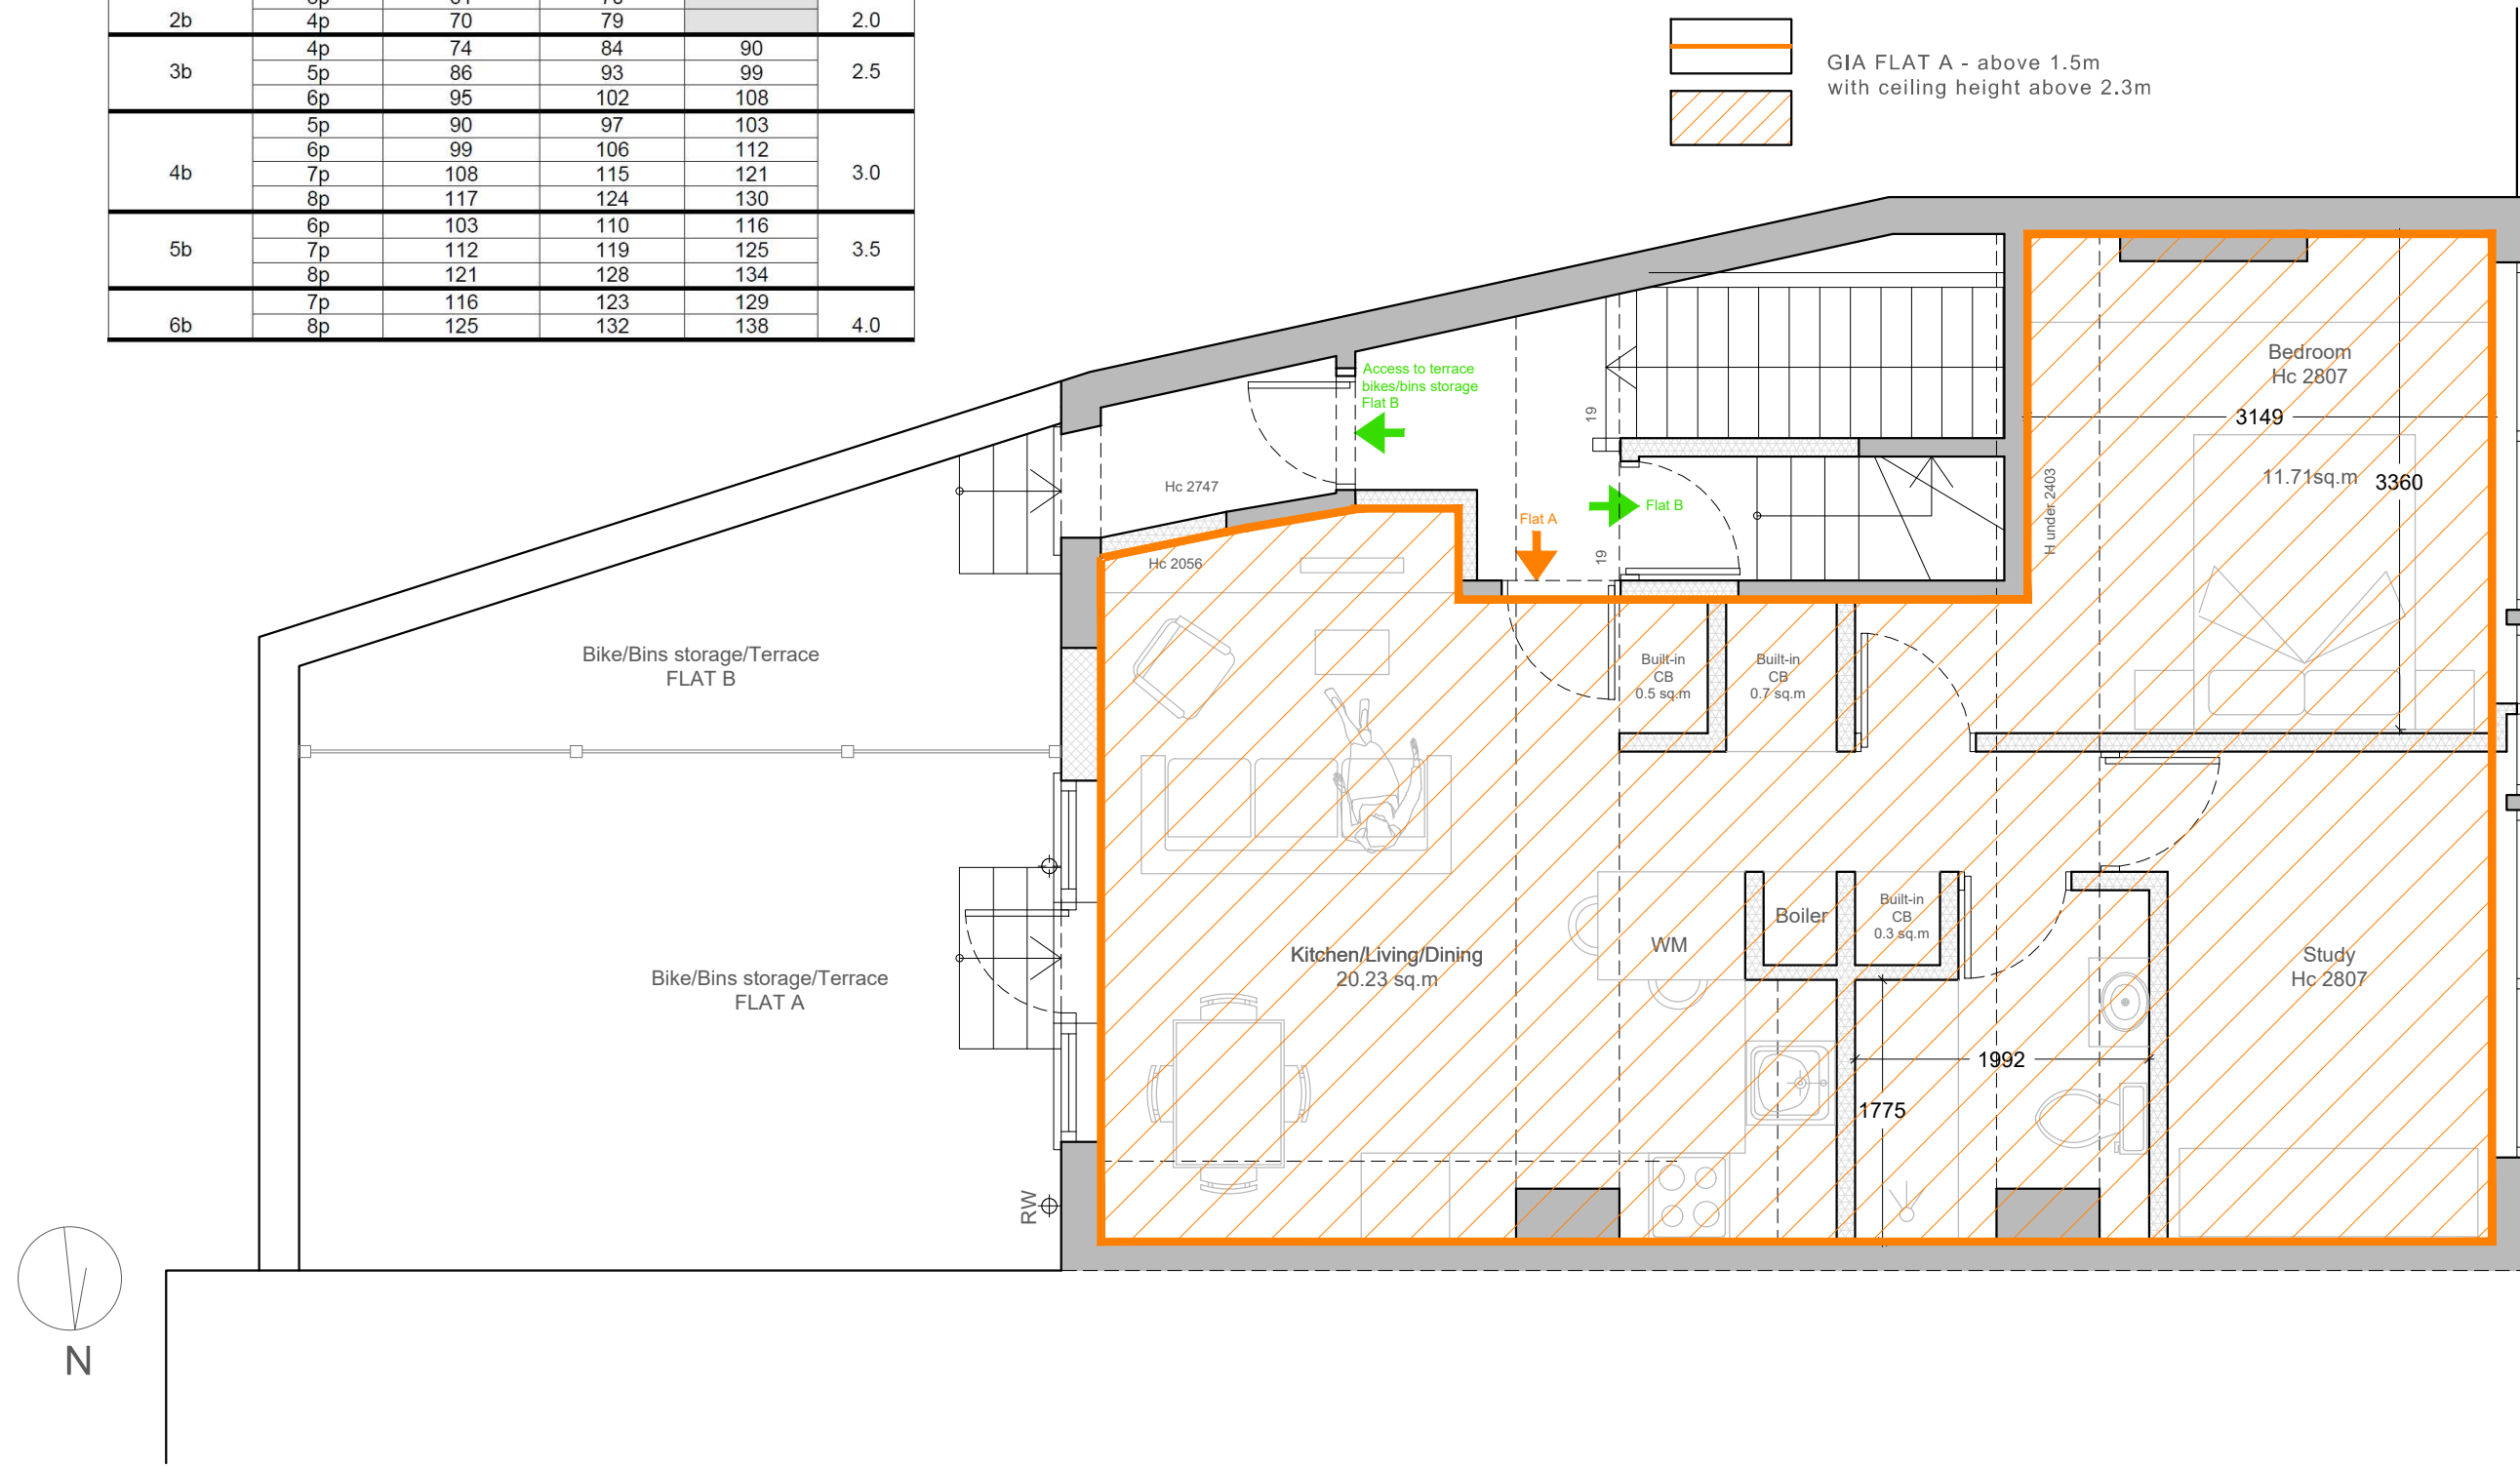 2b 4p 70 79 2.0
3b 4p 74 84 90 2.5
5p 86 93 99
6p 95 102 108
4b 5p 90 97 103 3.0
6p 99 106 112
7p 108 115 121
8p 117 124 130
5b 6p 103 110 116 3.5
7p 112 119 125
8p 121 128 134
6b 7p 116 123 129 4.0
8p 125 132 138
GIA FLAT A - above 1.5m
with ceiling height above 2.3m
Access to terrace
bikes/bins storage
Flat B
19
Hc 2747
Flat B
Flat A
19
Hc 2056
Bedroom
Hc 2807
3149
11.71sq.m
3360
H under 2403
Bike/Bins storage/Terrace
FLAT B
Built-in
CB
0.5 sq.m
Built-in
CB
0.7 sq.m
Bike/Bins storage/Terrace
FLAT A
Kitchen/Living/Dining
20.23 sq.m
WM
Boiler
Built-in
CB
0.3 sq.m
Study
Hc 2807
1992
1775
RW
N